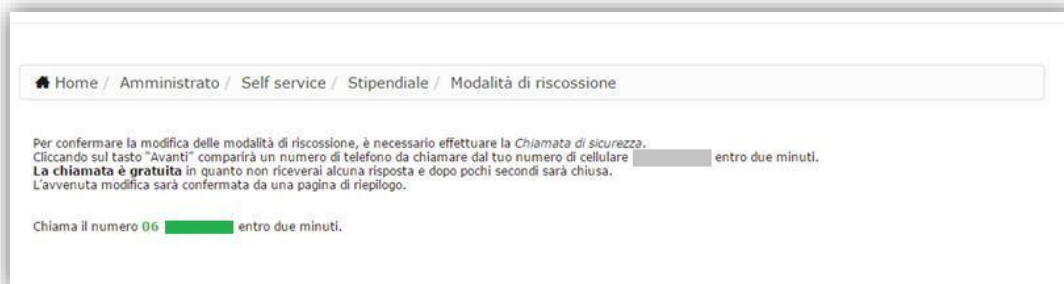 Home / Amministrato / Self service / Stipendiale / Modalità di riscossione
Per confermare la modifica delle modalità di riscossione, è necessario effettuare la Chiamata di sicurezza.
Cliccando sul tasto "Avanti" comparirà un numero di telefono da chiamare dal tuo numero di cellulare entro due minuti.
La chiamata è gratuita in quanto non riceverai alcuna risposta e dopo pochi secondi sarà chiusa.
L'avvenuta modifica sarà confermata da una pagina di riepilogo.
Chiama il numero 06 entro due minuti.